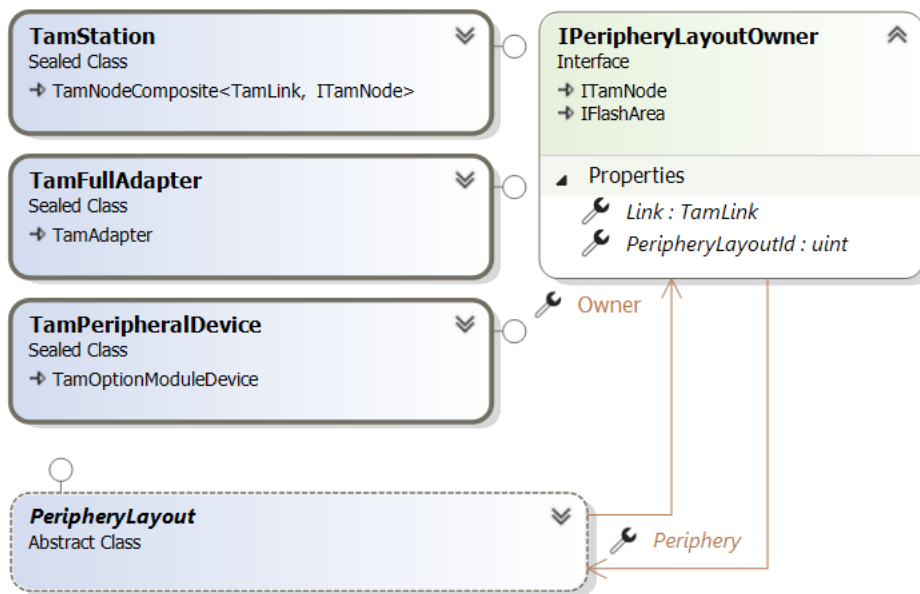 TamStation
Sealed Class
TamNodeComposite<TamLink, ITamNode>
IPeripheryLayoutOwner
Interface
ITamNode
IFlashArea
Properties
Link : TamLink
PeripheryLayoutId : uint
TamFullAdapter
Sealed Class
TamAdapter
TamPeripheralDevice
Sealed Class
TamOptionModuleDevice
Owner
PeripheryLayout
Abstract Class
Periphery